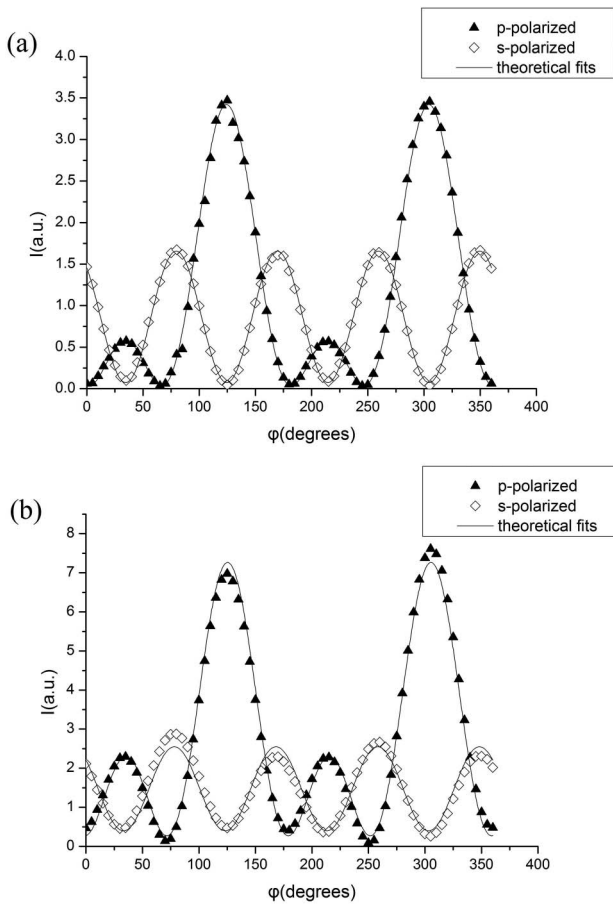 (a)
p-polarized
s-polarized
theoretical fits
4.0
3.5
3.0
2.5
2.0
1.5
1.0
0.5
0.0
I(a.u.)
0 50 100 150 200 250 300 350 400
φ(degrees)
(b)
p-polarized
s-polarized
theoretical fits
8
7
6
5
4
3
2
1
0
I(a.u.)
0 50 100 150 200 250 300 350 400
φ(degrees)